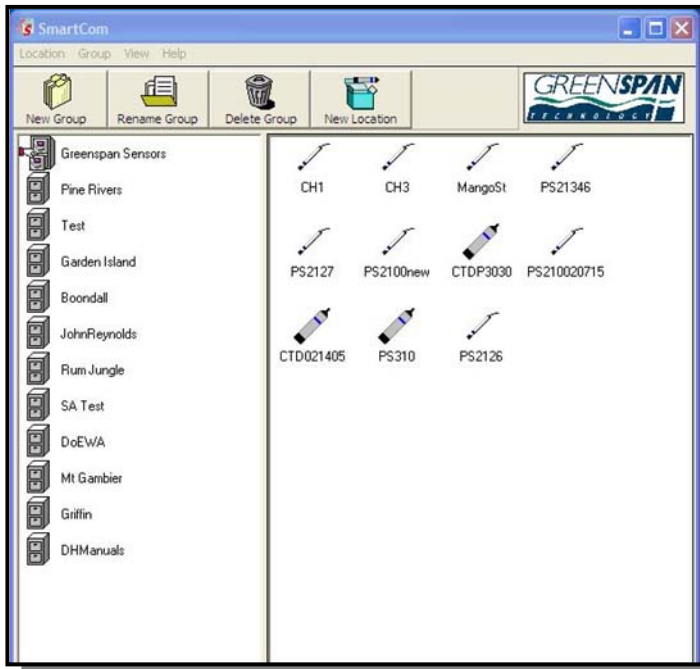 SmartCom
Location Group View Help
New Group Rename Group Delete Group New Location
GREENSPAN
TECHNOLOGY
Greenspan Sensors
Pine Rivers
Test
Garden Island
Boondall
JohnReynolds
Rum Jungle
SA Test
DoEWA
Mt Gambier
Griffin
DHManuals
CH1 CH3 MangoSt PS21346
PS2127 PS2100new CTDP3030 PS210020715
CTD021405 PS310 PS2126